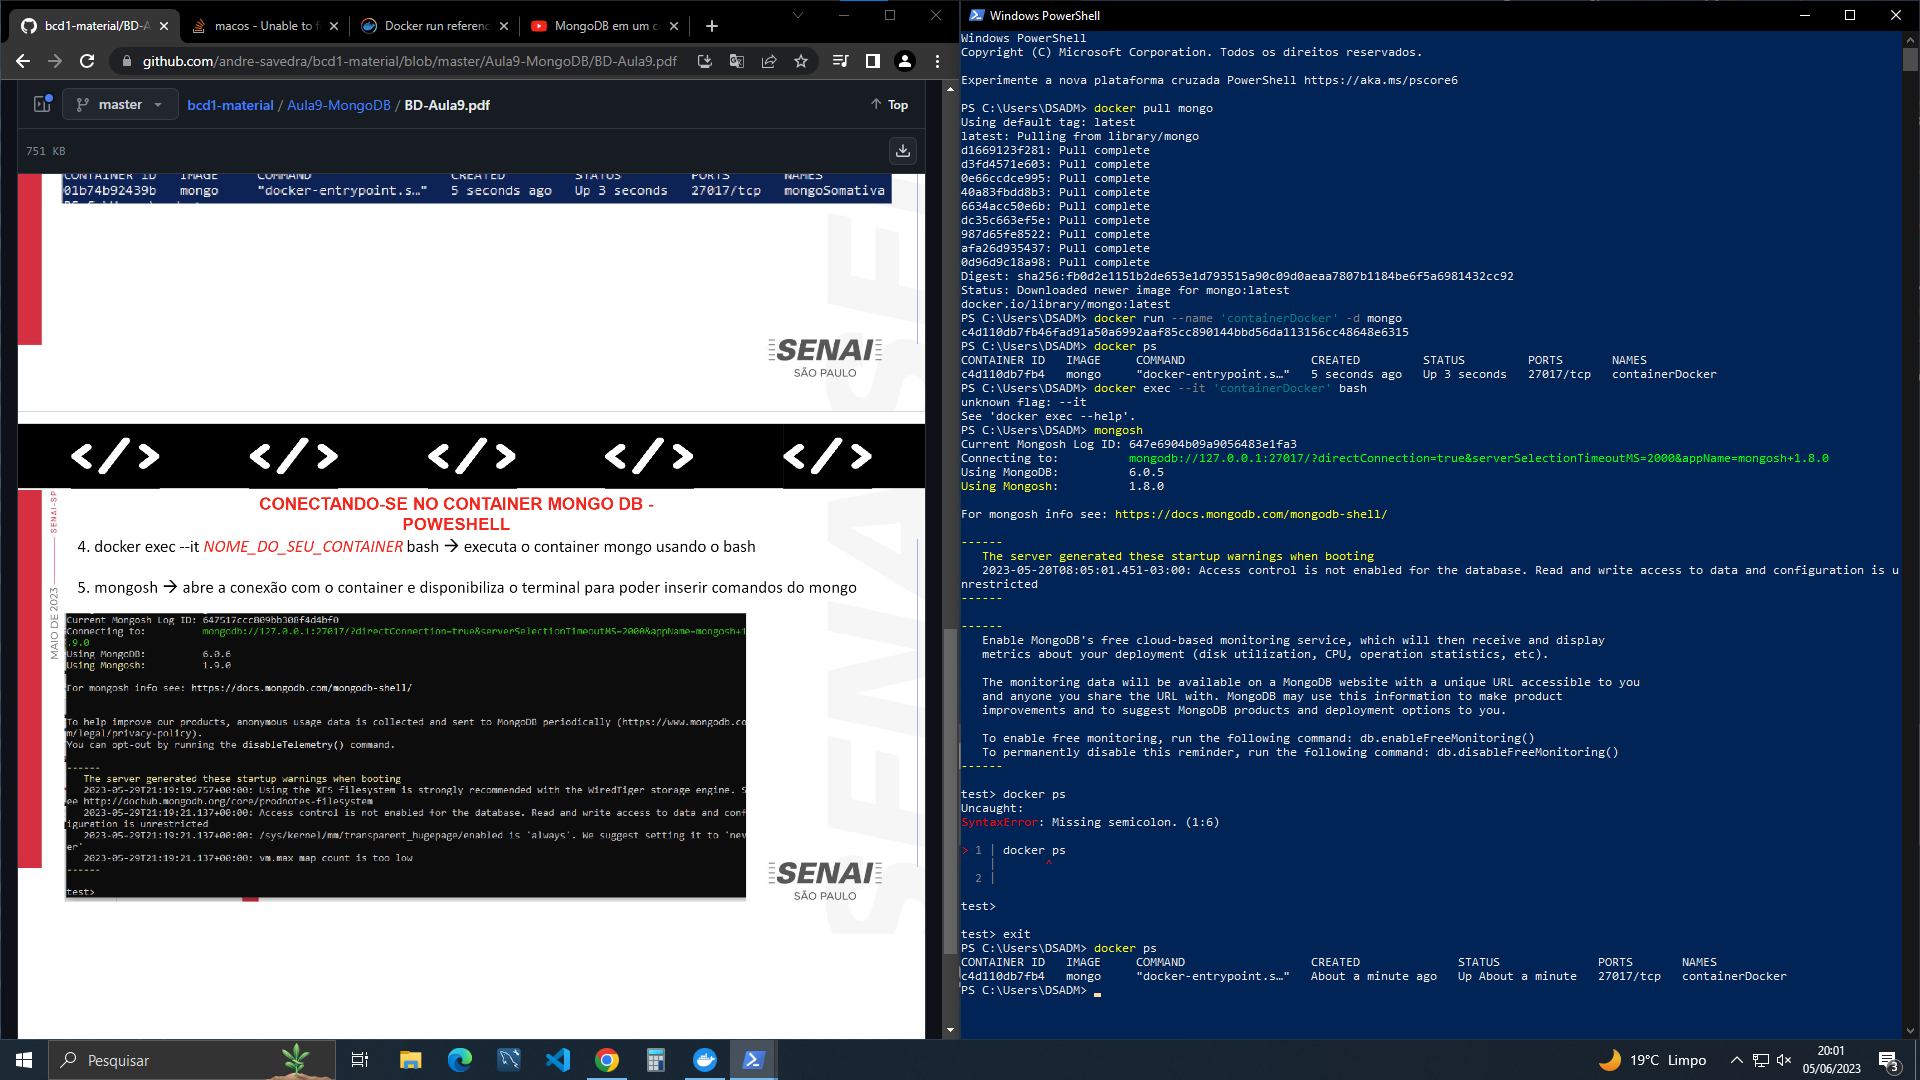 bcd1-material/BD-A
macos - Unable to f
Docker run referenc
MongoDB em um c
github.com/andre-savedra/bcd1-material/blob/master/Aula9-MongoDB/BD-Aula9.pdf
master
bcd1-material / Aula9-MongoDB / BD-Aula9.pdf
Top
751 KB
CONTAINER ID IMAGE COMMAND CREATED STATUS PORTS NAMES
01b74b92439b mongo "docker-entrypoint.s…" 5 seconds ago Up 3 seconds 27017/tcp mongoSomativa
SENAI
SÃO PAULO
</> </> </> </> </>
MAIO DE 2023 SENAI-SP
CONECTANDO-SE NO CONTAINER MONGO DB -
POWESHELL
4. docker exec --it NOME_DO_SEU_CONTAINER bash → executa o container mongo usando o bash
5. mongosh → abre a conexão com o container e disponibiliza o terminal para poder inserir comandos do mongo
Current Mongosh Log ID: 647517ccc809bb308f4d4bf0
Connecting to: mongodb://127.0.0.1:27017/?directConnection=true&serverSelectionTimeoutMS=2000&appName=mongosh+1
.9.0
Using MongoDB: 6.0.6
Using Mongosh: 1.9.0
For mongosh info see: https://docs.mongodb.com/mongodb-shell/
To help improve our products, anonymous usage data is collected and sent to MongoDB periodically (https://www.mongodb.co
m/legal/privacy-policy).
You can opt-out by running the disableTelemetry() command.
------
The server generated these startup warnings when booting
2023-05-29T21:19:19.757+00:00: Using the XFS filesystem is strongly recommended with the WiredTiger storage engine. S
ee http://dochub.mongodb.org/core/prodnotes-filesystem
2023-05-29T21:19:21.137+00:00: Access control is not enabled for the database. Read and write access to data and conf
iguration is unrestricted
2023-05-29T21:19:21.137+00:00: /sys/kernel/mm/transparent_hugepage/enabled is 'always'. We suggest setting it to 'nev
er'
2023-05-29T21:19:21.137+00:00: vm.max_map_count is too low
------
test>
SENAI
SÃO PAULO
Windows PowerShell
Windows PowerShell
Copyright (C) Microsoft Corporation. Todos os direitos reservados.
Experimente a nova plataforma cruzada PowerShell https://aka.ms/pscore6
PS C:\Users\DSADM> docker pull mongo
Using default tag: latest
latest: Pulling from library/mongo
d1669123f281: Pull complete
d3fd4571e603: Pull complete
0e66ccdce995: Pull complete
40a83fbdd8b3: Pull complete
6634acc50e6b: Pull complete
dc35c663ef5e: Pull complete
987d65fe8522: Pull complete
afa26d935437: Pull complete
0d96d9c18a98: Pull complete
Digest: sha256:fb0d2e1151b2de653e1d793515a90c09d0aeaa7807b1184be6f5a6981432cc92
Status: Downloaded newer image for mongo:latest
docker.io/library/mongo:latest
PS C:\Users\DSADM> docker run --name 'containerDocker' -d mongo
c4d110db7fb46fad91a50a6992aaf85cc890144bbd56da113156cc48648e6315
PS C:\Users\DSADM> docker ps
CONTAINER ID IMAGE COMMAND CREATED STATUS PORTS NAMES
c4d110db7fb4 mongo "docker-entrypoint.s…" 5 seconds ago Up 3 seconds 27017/tcp containerDocker
PS C:\Users\DSADM> docker exec --it 'containerDocker' bash
unknown flag: --it
See 'docker exec --help'.
PS C:\Users\DSADM> mongosh
Current Mongosh Log ID: 647e6904b09a9056483e1fa3
Connecting to: mongodb://127.0.0.1:27017/?directConnection=true&serverSelectionTimeoutMS=2000&appName=mongosh+1.8.0
Using MongoDB: 6.0.5
Using Mongosh: 1.8.0
For mongosh info see: https://docs.mongodb.com/mongodb-shell/
------
The server generated these startup warnings when booting
2023-05-20T08:05:01.451-03:00: Access control is not enabled for the database. Read and write access to data and configuration is u
nrestricted
------
------
Enable MongoDB's free cloud-based monitoring service, which will then receive and display
metrics about your deployment (disk utilization, CPU, operation statistics, etc).
The monitoring data will be available on a MongoDB website with a unique URL accessible to you
and anyone you share the URL with. MongoDB may use this information to make product
improvements and to suggest MongoDB products and deployment options to you.
To enable free monitoring, run the following command: db.enableFreeMonitoring()
To permanently disable this reminder, run the following command: db.disableFreeMonitoring()
------
test> docker ps
Uncaught:
SyntaxError: Missing semicolon. (1:6)
> 1 | docker ps
| ^
2 |
test>
test> exit
PS C:\Users\DSADM> docker ps
CONTAINER ID IMAGE COMMAND CREATED STATUS PORTS NAMES
c4d110db7fb4 mongo "docker-entrypoint.s…" About a minute ago Up About a minute 27017/tcp containerDocker
PS C:\Users\DSADM>
Pesquisar
19°C Limpo
20:01
05/06/2023
3